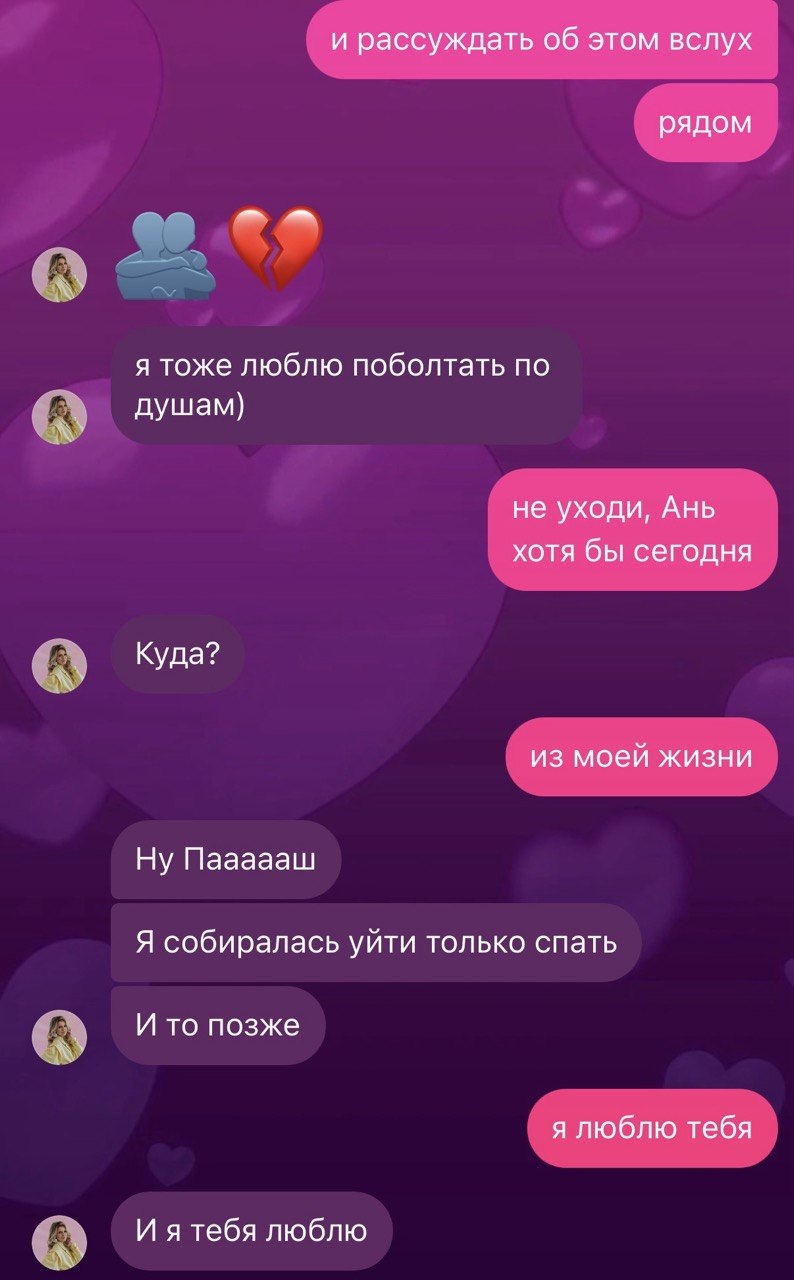 и рассуждать об этом вслух
рядом
🫂💔
я тоже люблю поболтать по
душам)
не уходи, Ань
хотя бы сегодня
Куда?
из моей жизни
Ну Паааааш
Я собиралась уйти только спать
И то позже
я люблю тебя
И я тебя люблю